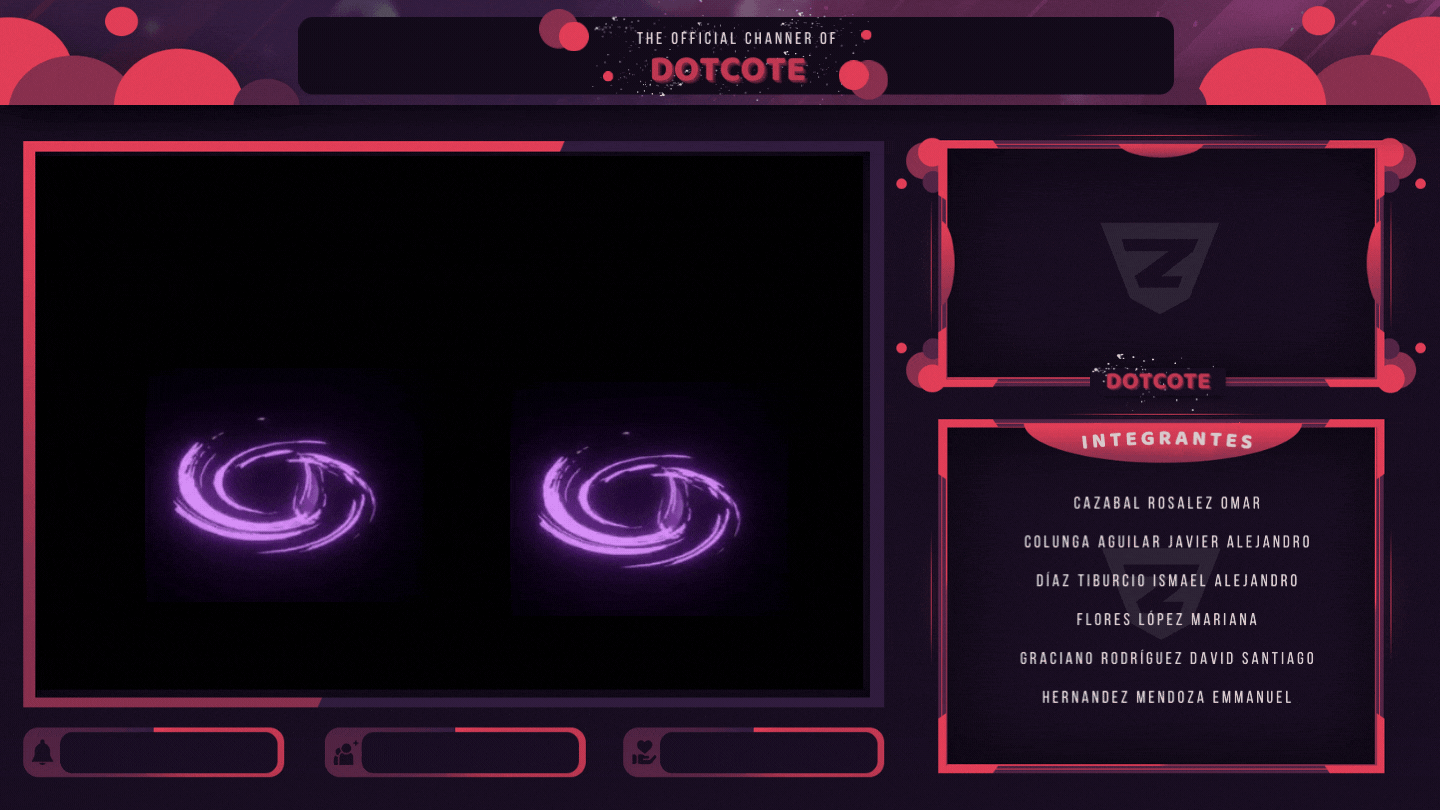 THE OFFICIAL CHANNER OF
DOTCOTE
DOTCOTE
INTEGRANTES
CAZABAL ROSALEZ OMAR
COLUNGA AGUILAR JAVIER ALEJANDRO
DÍAZ TIBURCIO ISMAEL ALEJANDRO
FLORES LÓPEZ MARIANA
GRACIANO RODRÍGUEZ DAVID SANTIAGO
HERNANDEZ MENDOZA EMMANUEL